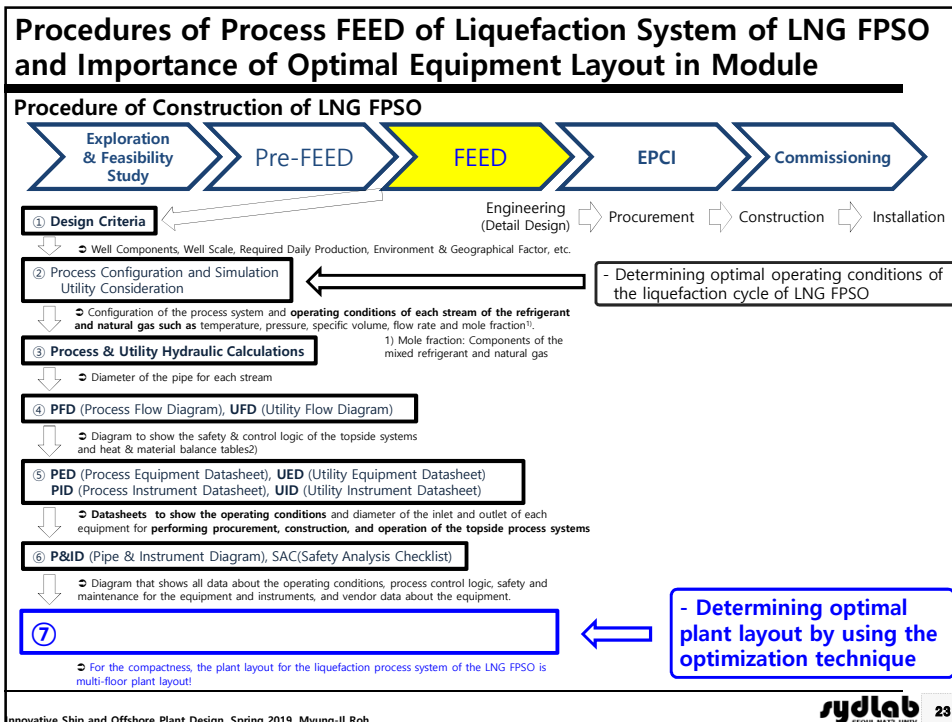 Procedures of Process FEED of Liquefaction System of LNG FPSO
and Importance of Optimal Equipment Layout in Module
Procedure of Construction of LNG FPSO
Exploration
& Feasibility
Study
Pre-FEED
FEED
EPCI
Commissioning
Engineering
(Detail Design)
Procurement
Construction
Installation
① Design Criteria
➲ Well Components, Well Scale, Required Daily Production, Environment & Geographical Factor, etc.
② Process Configuration and Simulation
Utility Consideration
- Determining optimal operating conditions of
the liquefaction cycle of LNG FPSO
➲ Configuration of the process system and operating conditions of each stream of the refrigerant
and natural gas such as temperature, pressure, specific volume, flow rate and mole fraction1).
1) Mole fraction: Components of the
mixed refrigerant and natural gas
③ Process & Utility Hydraulic Calculations
➲ Diameter of the pipe for each stream
④ PFD (Process Flow Diagram), UFD (Utility Flow Diagram)
➲ Diagram to show the safety & control logic of the topside systems
and heat & material balance tables2)
⑤ PED (Process Equipment Datasheet), UED (Utility Equipment Datasheet)
PID (Process Instrument Datasheet), UID (Utility Instrument Datasheet)
➲ Datasheets to show the operating conditions and diameter of the inlet and outlet of each
equipment for performing procurement, construction, and operation of the topside process systems
⑥ P&ID (Pipe & Instrument Diagram), SAC(Safety Analysis Checklist)
➲ Diagram that shows all data about the operating conditions, process control logic, safety and
maintenance for the equipment and instruments, and vendor data about the equipment.
⑦
- Determining optimal
plant layout by using the
optimization technique
➲ For the compactness, the plant layout for the liquefaction process system of the LNG FPSO is
multi-floor plant layout!
Innovative Ship and Offshore Plant Design, Spring 2019, Myung-Il Roh
sydlab
SEOUL NAT'L UNIV.
23